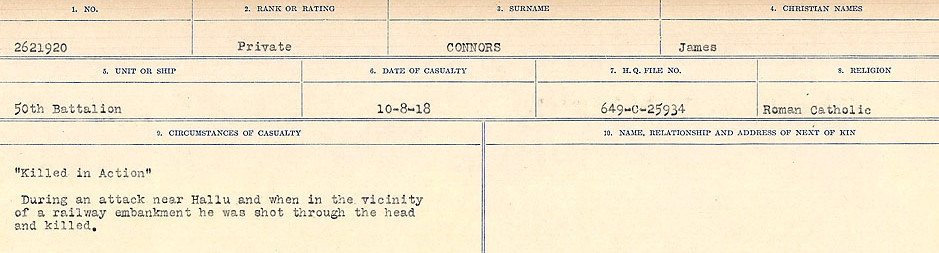 1. NO. 2. RANK OR RATING 3. SURNAME 4. CHRISTIAN NAMES
2621920 Private CONNORS James
5. UNIT OR SHIP 6. DATE OF CASUALTY 7. H.Q. FILE NO. 8. RELIGION
50th Battalion 10-8-18 649-C-25934 Roman Catholic
9. CIRCUMSTANCES OF CASUALTY 10. NAME, RELATIONSHIP AND ADDRESS OF NEXT OF KIN
"Killed in Action"
During an attack near Hallu and when in the vicinity
of a railway embankment he was shot through the head
and killed.